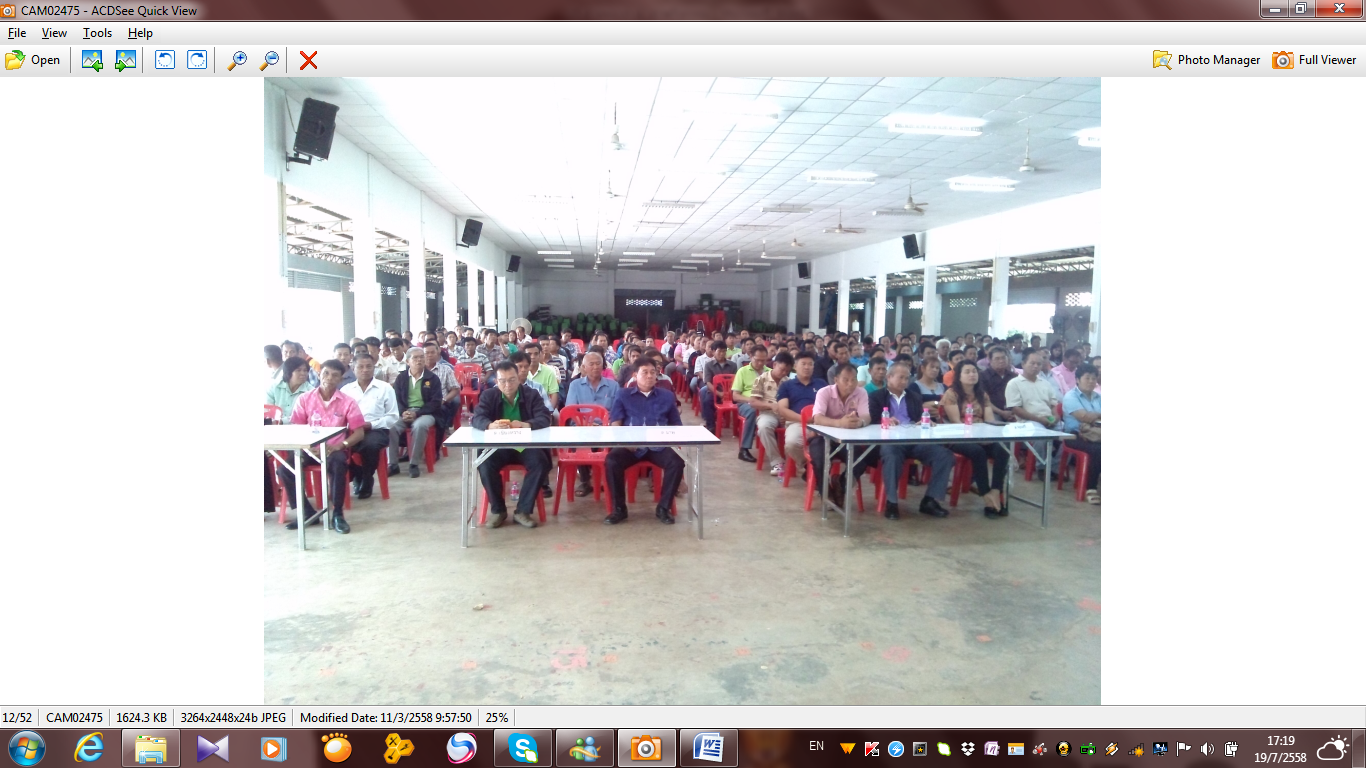 CAM02475 - ACDSee Quick View
File View Tools Help
Open Photo Manager Full Viewer
12/52 CAM02475 1624.3 KB 3264x2448x24b JPEG Modified Date: 11/3/2558 9:57:50 25%
EN 17:19
19/7/2558